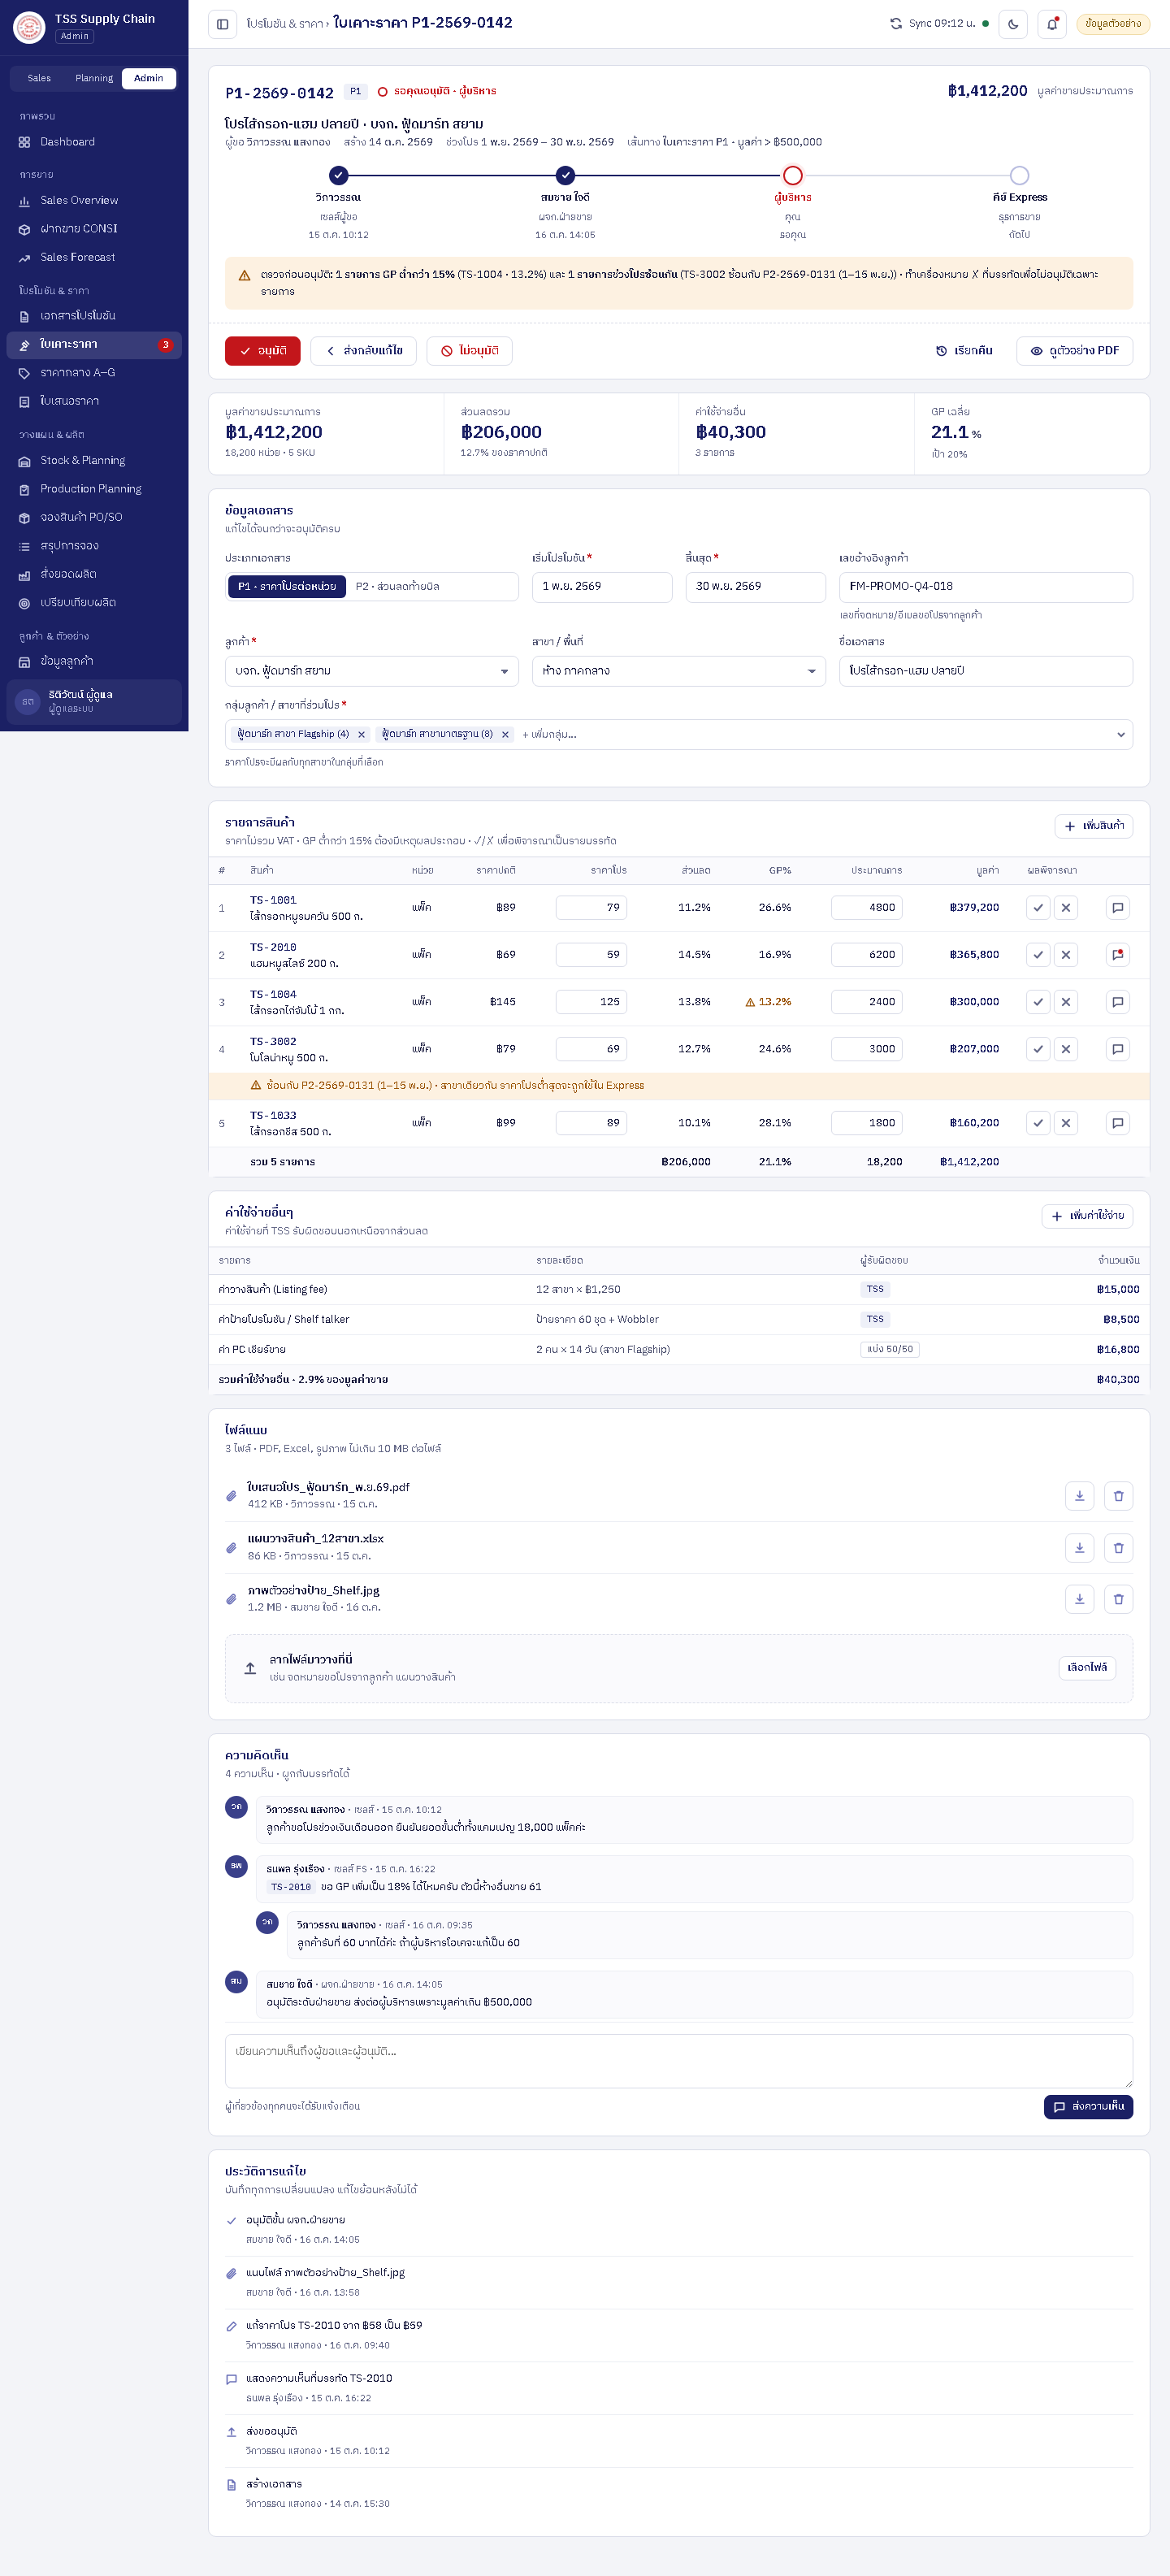 TSS Supply Chain
Admin
Sales Planning Admin
ภาพรวม
Dashboard
การขาย
Sales Overview
ฝากขาย CONSI
Sales Forecast
โปรโมชัน & ราคา
เอกสารโปรโมชัน
ใบเคาะราคา 3
ราคากลาง A–G
ใบเสนอราคา
วางแผน & ผลิต
Stock & Planning
Production Planning
จองสินค้า PO/SO
สรุปการจอง
สั่งยอดผลิต
เปรียบเทียบผลิต
ลูกค้า & ตัวอย่าง
ข้อมูลลูกค้า
ธิติวัฒน์ ผู้ดูแล
ผู้ดูแลระบบ
โปรโมชัน & ราคา › ใบเคาะราคา P1-2569-0142
Sync 09:12 น.
ข้อมูลตัวอย่าง
P1-2569-0142 P1 รอคุณอนุมัติ · ผู้บริหาร
฿1,412,200 มูลค่าขายประมาณการ
โปรไส้กรอก-แฮม ปลายปี · บจก. ฟู้ดมาร์ท สยาม
ผู้ขอ วิภาวรรณ แสงทอง สร้าง 14 ต.ค. 2569 ช่วงโปร 1 พ.ย. 2569 – 30 พ.ย. 2569 เส้นทาง ใบเคาะราคา P1 · มูลค่า > ฿500,000
วิภาวรรณ สมชาย ใจดี ผู้บริหาร คีย์ Express
เซลส์ผู้ขอ ผจก.ฝ่ายขาย คุณ ธุรการขาย
15 ต.ค. 10:12 16 ต.ค. 14:05 รอคุณ ถัดไป
ตรวจก่อนอนุมัติ: 1 รายการ GP ต่ำกว่า 15% (TS-1004 · 13.2%) และ 1 รายการช่วงโปรซ้อนกัน (TS-3002 ซ้อนกับ P2-2569-0131 (1–15 พ.ย.)) · ทำเครื่องหมาย ✗ ที่บรรทัดเพื่อไม่อนุมัติเฉพาะ
รายการ
อนุมัติ ส่งกลับแก้ไข ไม่อนุมัติ เรียกคืน ดูตัวอย่าง PDF
มูลค่าขายประมาณการ ส่วนลดรวม ค่าใช้จ่ายอื่น GP เฉลี่ย
฿1,412,200 ฿206,000 ฿40,300 21.1 %
18,200 หน่วย · 5 SKU 12.7% ของราคาปกติ 3 รายการ เป้า 20%
ข้อมูลเอกสาร
แก้ไขได้จนกว่าจะอนุมัติครบ
ประเภทเอกสาร เริ่มโปรโมชัน * สิ้นสุด * เลขอ้างอิงลูกค้า
P1 · ราคาโปรต่อหน่วย P2 · ส่วนลดท้ายบิล 1 พ.ย. 2569 30 พ.ย. 2569 FM-PROMO-Q4-018
เลขที่จดหมาย/อีเมลขอโปรจากลูกค้า
ลูกค้า * สาขา / พื้นที่ ชื่อเอกสาร
บจก. ฟู้ดมาร์ท สยาม ห้าง ภาคกลาง โปรไส้กรอก-แฮม ปลายปี
กลุ่มลูกค้า / สาขาที่ร่วมโปร *
ฟู้ดมาร์ท สาขา Flagship (4) ✕ ฟู้ดมาร์ท สาขามาตรฐาน (8) ✕ + เพิ่มกลุ่ม...
ราคาโปรจะมีผลกับทุกสาขาในกลุ่มที่เลือก
รายการสินค้า
ราคาไม่รวม VAT · GP ต่ำกว่า 15% ต้องมีเหตุผลประกอบ · ✓/✗ เพื่อพิจารณาเป็นรายบรรทัด
เพิ่มสินค้า
# สินค้า หน่วย ราคาปกติ ราคาโปร ส่วนลด GP% ประมาณการ มูลค่า ผลพิจารณา
1 TS-1001 แพ็ค ฿89 79 11.2% 26.6% 4800 ฿379,200
ไส้กรอกหมูรมควัน 500 ก.
2 TS-2010 แพ็ค ฿69 59 14.5% 16.9% 6200 ฿365,800
แฮมหมูสไลซ์ 200 ก.
3 TS-1004 แพ็ค ฿145 125 13.8% 13.2% 2400 ฿300,000
ไส้กรอกไก่จัมโบ้ 1 กก.
4 TS-3002 แพ็ค ฿79 69 12.7% 24.6% 3000 ฿207,000
โบโลน่าหมู 500 ก.
ซ้อนกับ P2-2569-0131 (1–15 พ.ย.) · สาขาเดียวกัน ราคาโปรต่ำสุดจะถูกใช้ใน Express
5 TS-1033 แพ็ค ฿99 89 10.1% 28.1% 1800 ฿160,200
ไส้กรอกชีส 500 ก.
รวม 5 รายการ ฿206,000 21.1% 18,200 ฿1,412,200
ค่าใช้จ่ายอื่นๆ
ค่าใช้จ่ายที่ TSS รับผิดชอบนอกเหนือจากส่วนลด
เพิ่มค่าใช้จ่าย
รายการ รายละเอียด ผู้รับผิดชอบ จำนวนเงิน
ค่าวางสินค้า (Listing fee) 12 สาขา × ฿1,250 TSS ฿15,000
ค่าป้ายโปรโมชัน / Shelf talker ป้ายราคา 60 ชุด + Wobbler TSS ฿8,500
ค่า PC เชียร์ขาย 2 คน × 14 วัน (สาขา Flagship) แบ่ง 50/50 ฿16,800
รวมค่าใช้จ่ายอื่น · 2.9% ของมูลค่าขาย ฿40,300
ไฟล์แนบ
3 ไฟล์ · PDF, Excel, รูปภาพ ไม่เกิน 10 MB ต่อไฟล์
ใบเสนอโปร_ฟู้ดมาร์ท_พ.ย.69.pdf
412 KB · วิภาวรรณ · 15 ต.ค.
แผนวางสินค้า_12สาขา.xlsx
86 KB · วิภาวรรณ · 15 ต.ค.
ภาพตัวอย่างป้าย_Shelf.jpg
1.2 MB · สมชาย ใจดี · 16 ต.ค.
ลากไฟล์มาวางที่นี่
เช่น จดหมายขอโปรจากลูกค้า แผนวางสินค้า
เลือกไฟล์
ความคิดเห็น
4 ความเห็น · ผูกกับบรรทัดได้
วิภาวรรณ แสงทอง · เซลส์ · 15 ต.ค. 10:12
ลูกค้าขอโปรช่วงเงินเดือนออก ยืนยันยอดขั้นต่ำทั้งแคมเปญ 18,000 แพ็คค่ะ
ธนพล รุ่งเรือง · เซลส์ FS · 15 ต.ค. 16:22
TS-2010 ขอ GP เพิ่มเป็น 18% ได้ไหมครับ ตัวนี้ห้างอื่นขาย 61
วิภาวรรณ แสงทอง · เซลส์ · 16 ต.ค. 09:35
ลูกค้ารับที่ 60 บาทได้ค่ะ ถ้าผู้บริหารโอเคจะแก้เป็น 60
สม สมชาย ใจดี · ผจก.ฝ่ายขาย · 16 ต.ค. 14:05
อนุมัติระดับฝ่ายขาย ส่งต่อผู้บริหารเพราะมูลค่าเกิน ฿500,000
เขียนความเห็นถึงผู้ขอและผู้อนุมัติ...
ผู้เกี่ยวข้องทุกคนจะได้รับแจ้งเตือน
ส่งความเห็น
ประวัติการแก้ไข
บันทึกทุกการเปลี่ยนแปลง แก้ไขย้อนหลังไม่ได้
อนุมัติขั้น ผจก.ฝ่ายขาย
สมชาย ใจดี · 16 ต.ค. 14:05
แนบไฟล์ ภาพตัวอย่างป้าย_Shelf.jpg
สมชาย ใจดี · 16 ต.ค. 13:58
แก้ราคาโปร TS-2010 จาก ฿58 เป็น ฿59
วิภาวรรณ แสงทอง · 16 ต.ค. 09:40
แสดงความเห็นที่บรรทัด TS-2010
ธนพล รุ่งเรือง · 15 ต.ค. 16:22
ส่งขออนุมัติ
วิภาวรรณ แสงทอง · 15 ต.ค. 10:12
สร้างเอกสาร
วิภาวรรณ แสงทอง · 14 ต.ค. 15:30